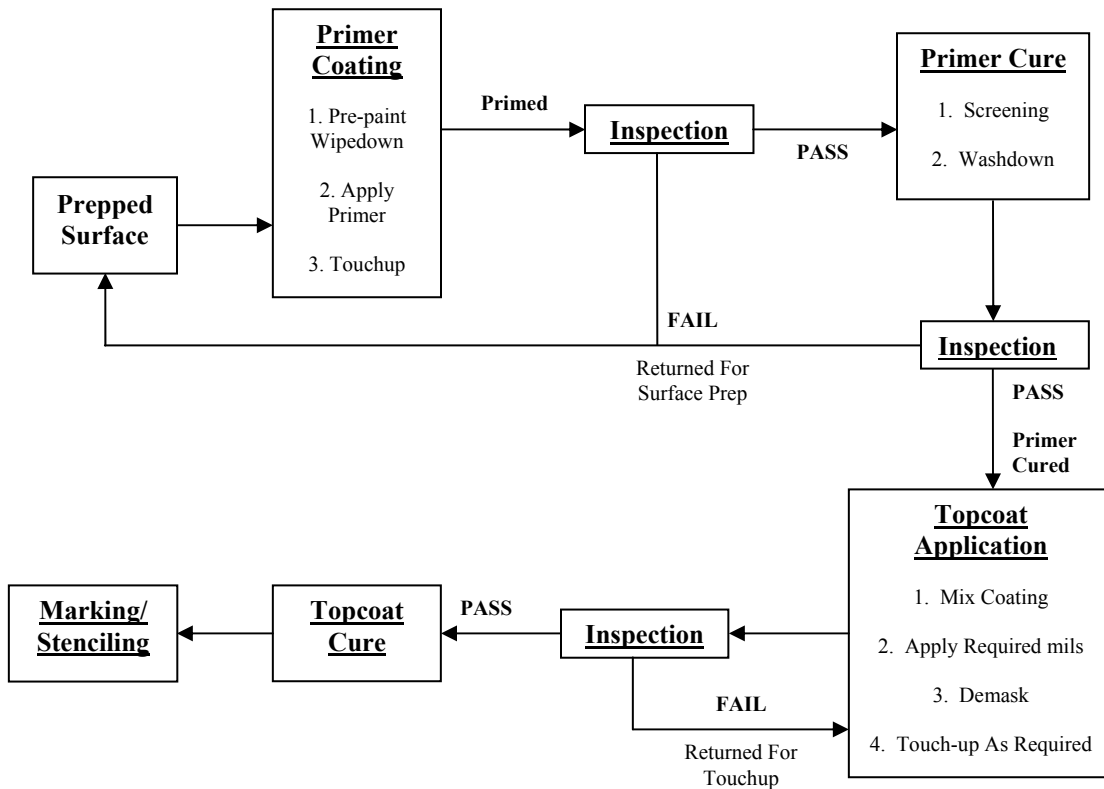 Primer
Coating
1. Pre-paint
Wipedown
2. Apply
Primer
3. Touchup
Primed
Inspection
PASS
Primer Cure
1. Screening
2. Washdown
Prepped
Surface
FAIL
Returned For
Surface Prep
Inspection
PASS
Primer
Cured
Topcoat
Application
1. Mix Coating
2. Apply Required mils
3. Demask
4. Touch-up As Required
Inspection
FAIL
Returned For
Touchup
PASS
Topcoat
Cure
Marking/
Stenciling